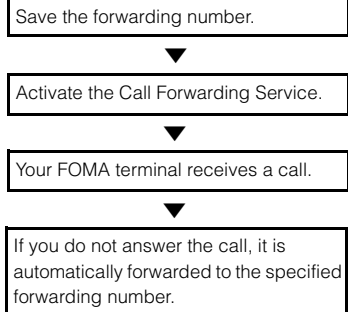 Save the forwarding number.
Activate the Call Forwarding Service.
Your FOMA terminal receives a call.
If you do not answer the call, it is
automatically forwarded to the specified
forwarding number.